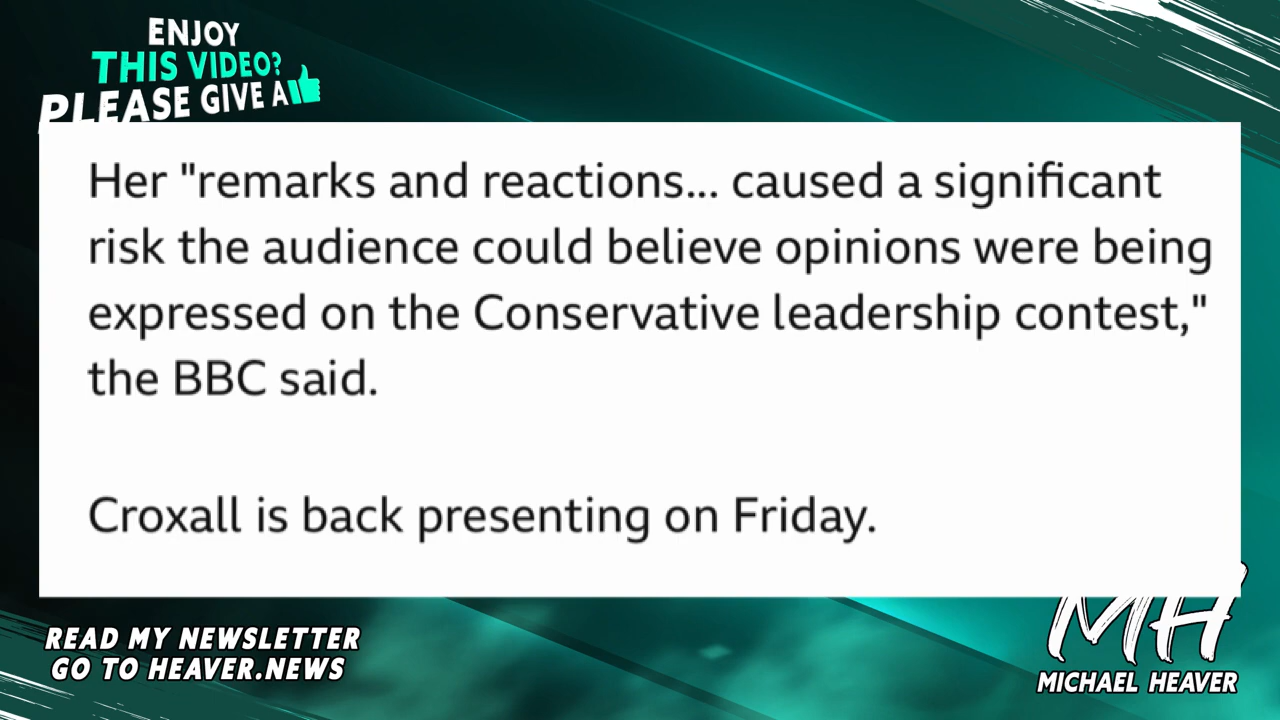 ENJOY
THIS VIDEO?
PLEASE GIVE A
Her "remarks and reactions... caused a significant
risk the audience could believe opinions were being
expressed on the Conservative leadership contest,"
the BBC said.
Croxall is back presenting on Friday.
READ MY NEWSLETTER
GO TO HEAVER.NEWS
MH
MICHAEL HEAVER